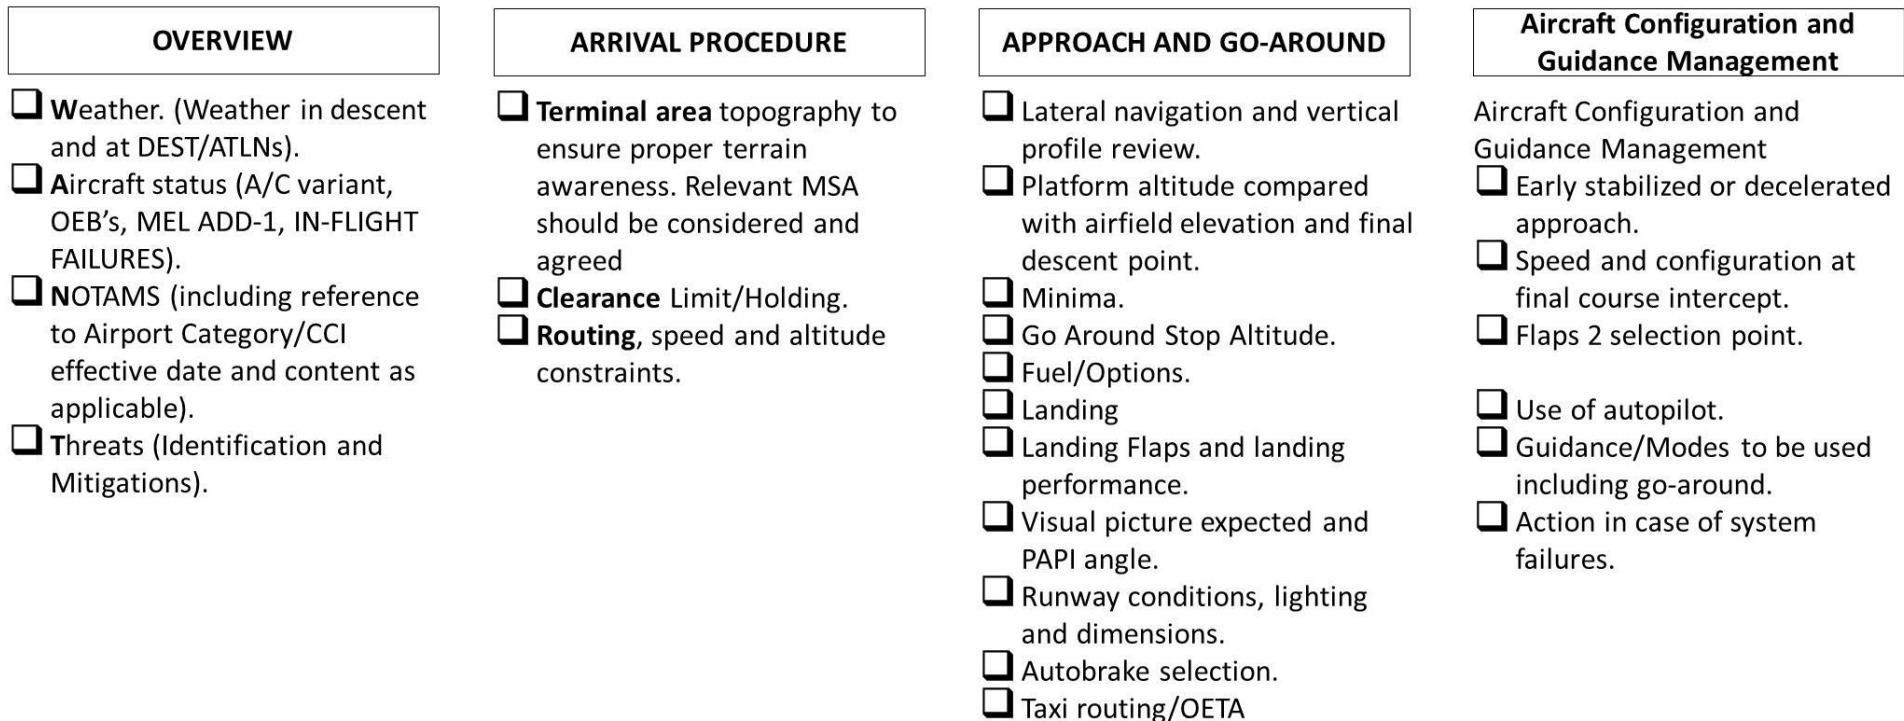 OVERVIEW
Weather. (Weather in descent
and at DEST/ATLNs).
Aircraft status (A/C variant,
OEB’s, MEL ADD-1, IN-FLIGHT
FAILURES).
NOTAMS (including reference
to Airport Category/CCI
effective date and content as
applicable).
Threats (Identification and
Mitigations).
ARRIVAL PROCEDURE
Terminal area topography to
ensure proper terrain
awareness. Relevant MSA
should be considered and
agreed
Clearance Limit/Holding.
Routing, speed and altitude
constraints.
APPROACH AND GO-AROUND
Lateral navigation and vertical
profile review.
Platform altitude compared
with airfield elevation and final
descent point.
Minima.
Go Around Stop Altitude.
Fuel/Options.
Landing
Landing Flaps and landing
performance.
Visual picture expected and
PAPI angle.
Runway conditions, lighting
and dimensions.
Autobrake selection.
Taxi routing/OETA
Aircraft Configuration and
Guidance Management
Aircraft Configuration and
Guidance Management
Early stabilized or decelerated
approach.
Speed and configuration at
final course intercept.
Flaps 2 selection point.
Use of autopilot.
Guidance/Modes to be used
including go-around.
Action in case of system
failures.